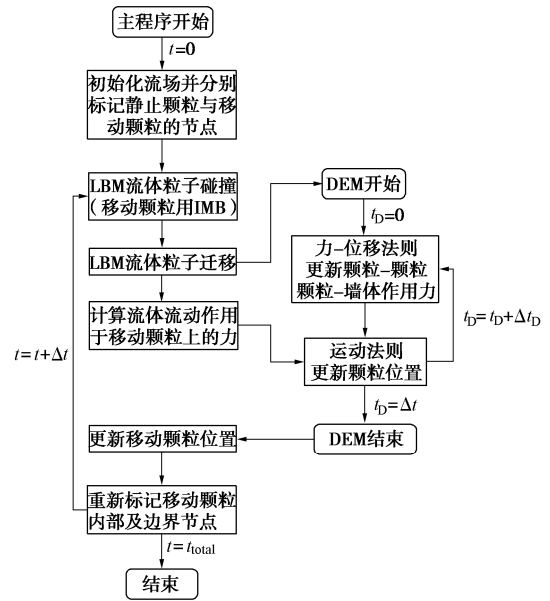 主程序开始
t=0
初始化流场并分别
标记静止颗粒与移
动颗粒的节点
LBM流体粒子碰撞
（移动颗粒用IMB）
LBM流体粒子迁移
计算流体流动作用
于移动颗粒上的力
t=t+Δt
DEM开始
t_D=0
力-位移法则
更新颗粒-颗粒
颗粒-墙体作用力
t_D=t_D+Δt_D
运动法则
更新颗粒位置
t_D=Δt
DEM结束
更新移动颗粒位置
重新标记移动颗粒
内部及边界节点
t=t_total
结束